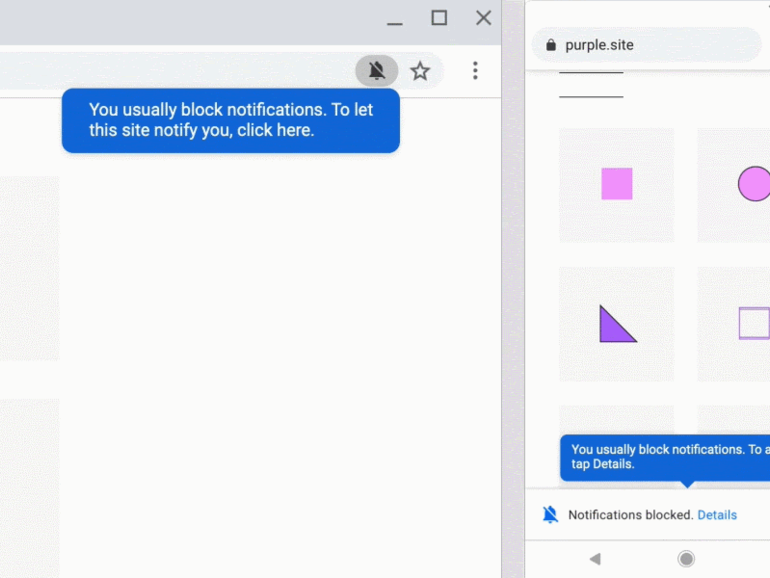 You usually block notifications. To let
this site notify you, click here.
purple.site
You usually block notifications. To
tap Details.
Notifications blocked. Details